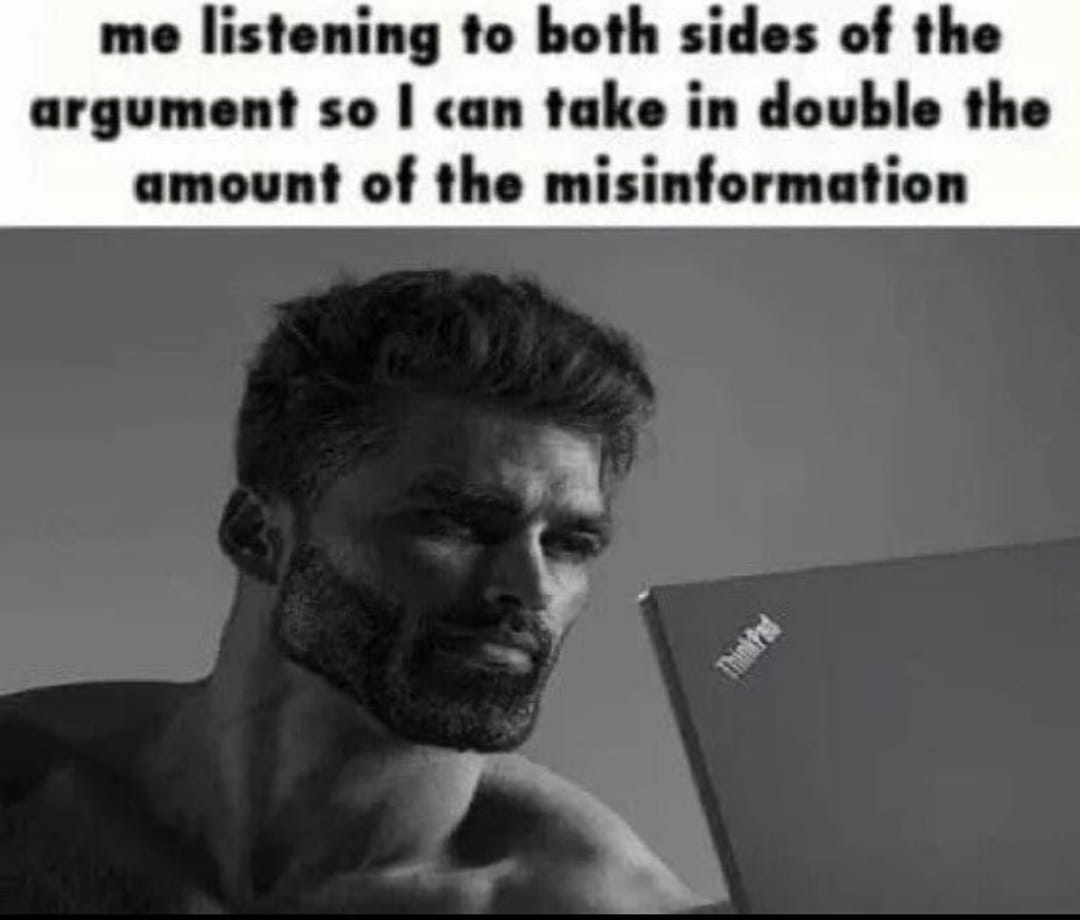 me listening to both sides of the
argument so I can take in double the
amount of the misinformation
ThinkPad